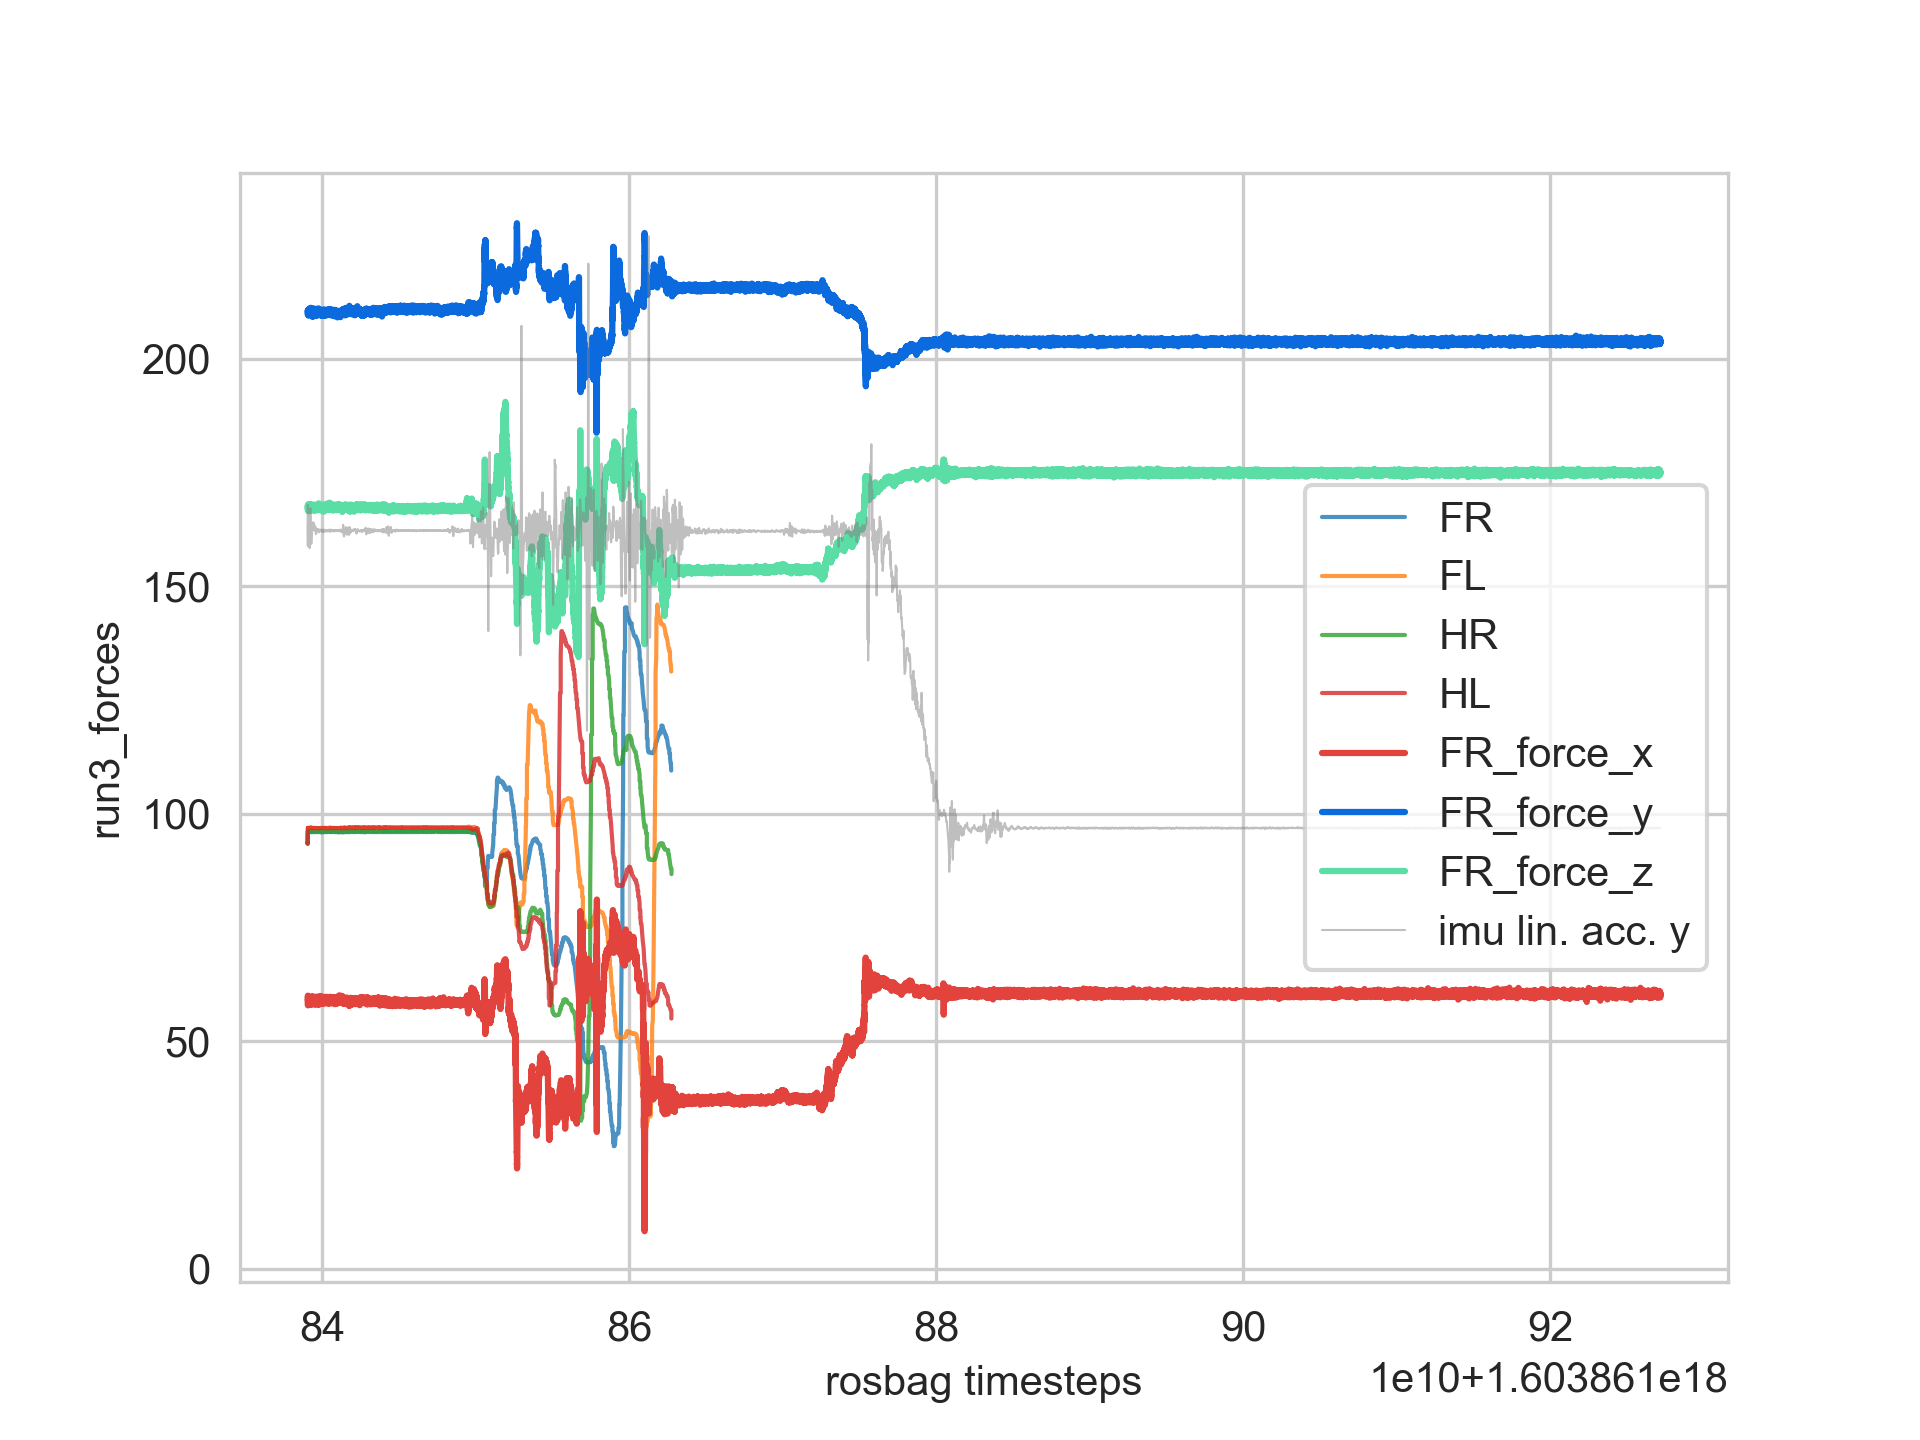 200
150
100
50
0
run3_forces
FR
FL
HR
HL
FR_force_x
FR_force_y
FR_force_z
imu lin. acc. y
84 86 88 90 92
rosbag timesteps
1e10+1.603861e18